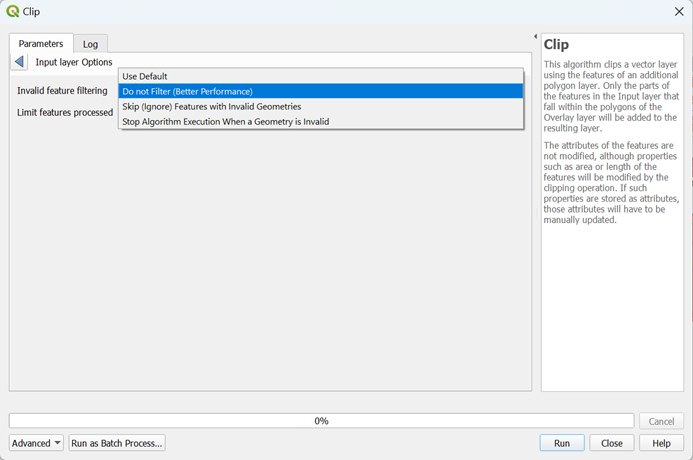 Clip
Parameters
Log
Input layer Options
Invalid feature filtering
Use Default
Do not Filter (Better Performance)
Skip (Ignore) Features with Invalid Geometries
Stop Algorithm Execution When a Geometry is Invalid
Limit features processed
Clip
This algorithm clips a vector layer
using the features of an additional
polygon layer. Only the parts of
the features in the Input layer that
fall within the polygons of the
Overlay layer will be added to the
resulting layer.
The attributes of the features are
not modified, although properties
such as area or length of the
features will be modified by the
clipping operation. If such
properties are stored as attributes,
those attributes will have to be
manually updated.
0%
Cancel
Advanced
Run as Batch Process...
Run
Close
Help